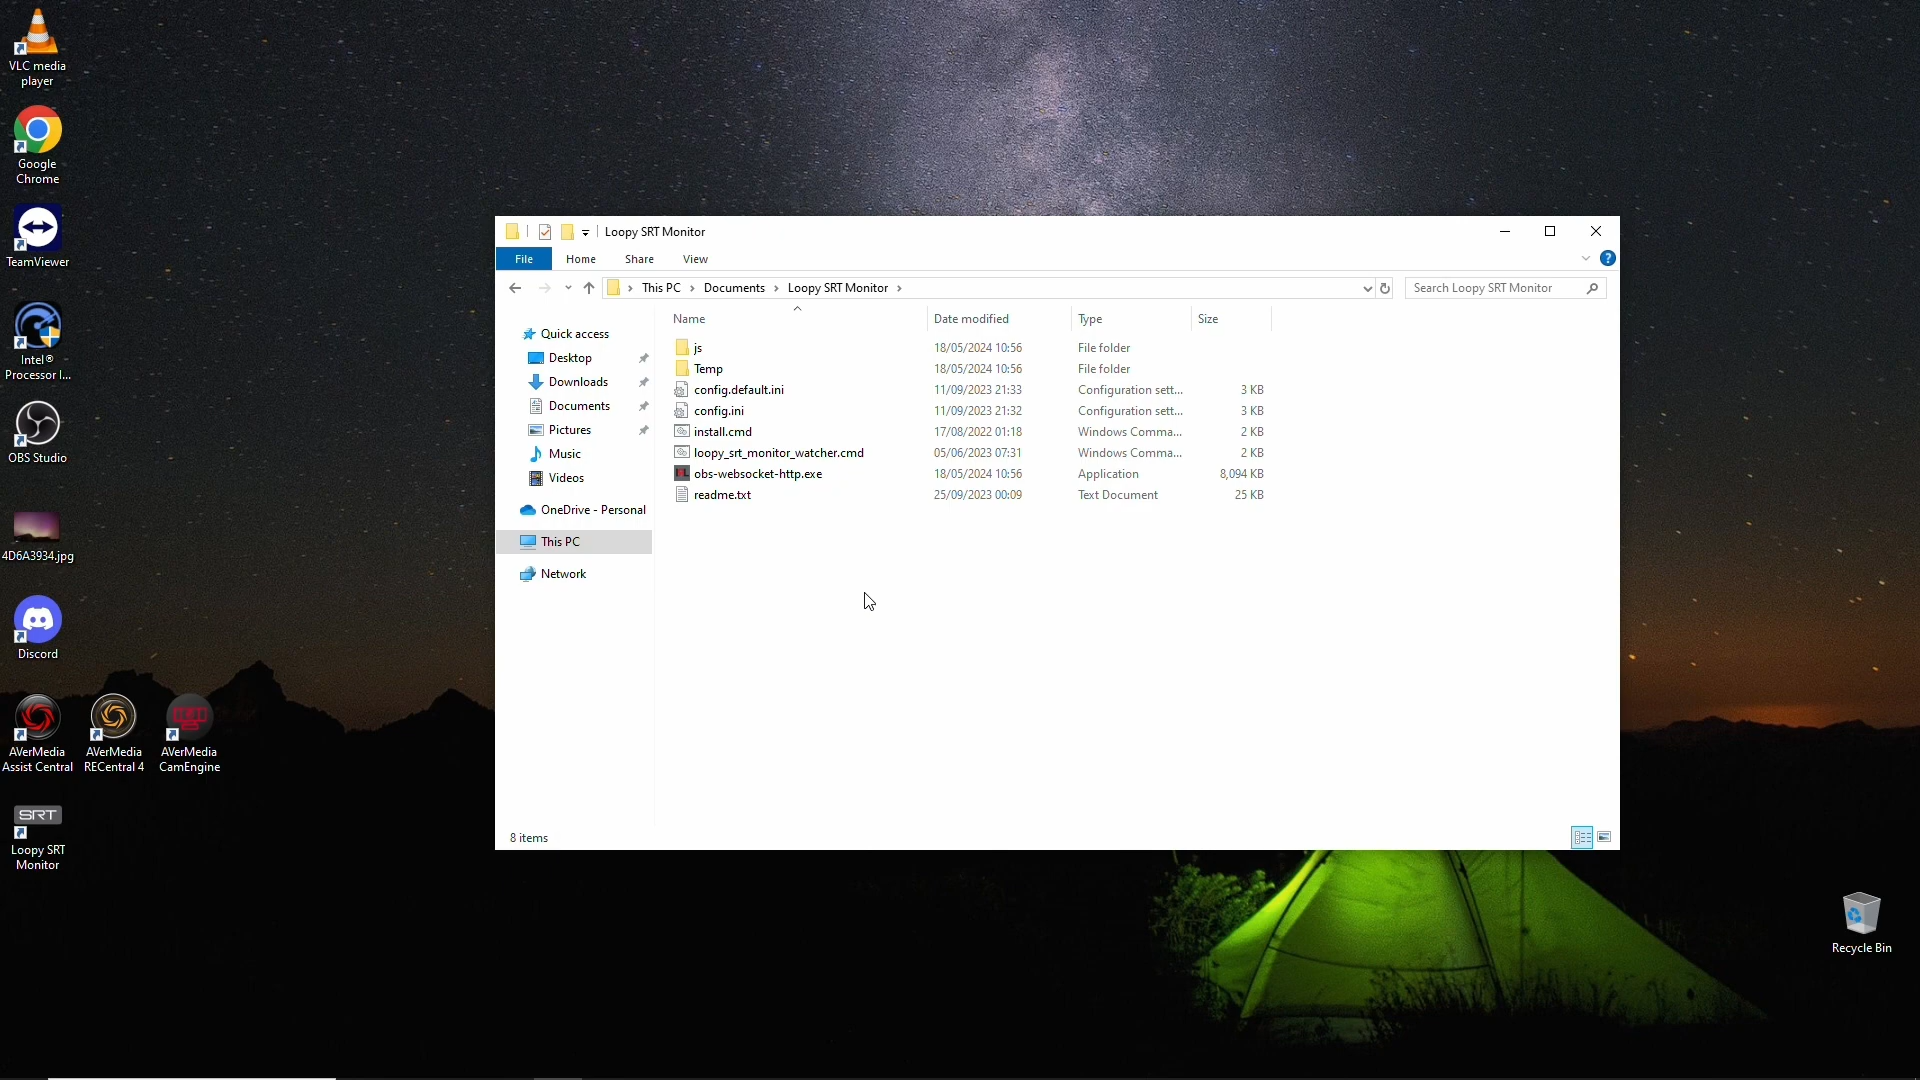 VLC media
player
Google
Chrome
TeamViewer
Intel®
Processor I...
OBS Studio
4D6A3934.jpg
Discord
AVerMedia
Assist Central
AVerMedia
RECentral 4
AVerMedia
CamEngine
SRT
Loopy SRT
Monitor
Loopy SRT Monitor
File Home Share View
?
This PC > Documents > Loopy SRT Monitor >
Search Loopy SRT Monitor
Quick access
Desktop
Downloads
Documents
Pictures
Music
Videos
OneDrive - Personal
This PC
Network
Name Date modified Type Size
js 18/05/2024 10:56 File folder
Temp 18/05/2024 10:56 File folder
config.default.ini 11/09/2023 21:33 Configuration sett... 3 KB
config.ini 11/09/2023 21:32 Configuration sett... 3 KB
install.cmd 17/08/2022 01:18 Windows Comma... 2 KB
loopy_srt_monitor_watcher.cmd 05/06/2023 07:31 Windows Comma... 2 KB
obs-websocket-http.exe 18/05/2024 10:56 Application 8,094 KB
readme.txt 25/09/2023 00:09 Text Document 25 KB
8 items
Recycle Bin